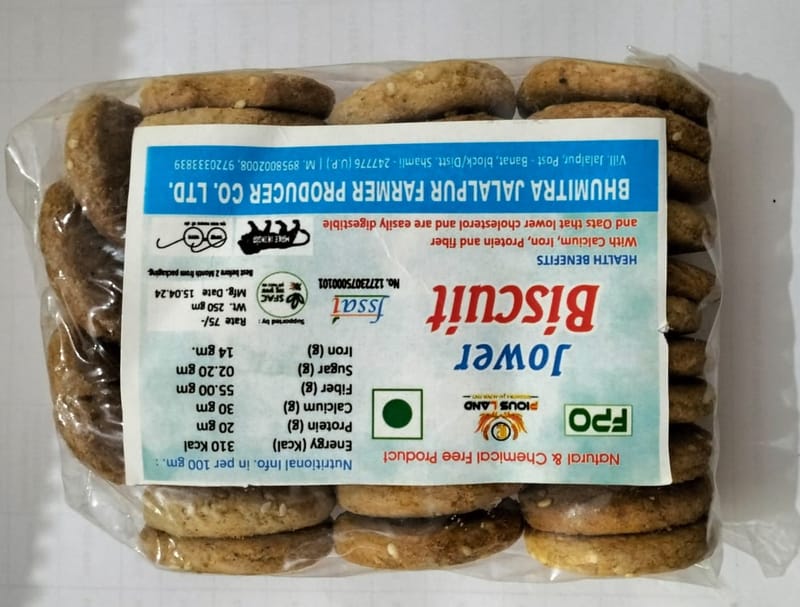 Natural & Chemical Free Product
FPO
PIOUS LAND
Jower
Biscuit
HEALTH BENEFITS
With Calcium, Iron, Protein and fiber
and Oats that lower cholesterol and are easily digestible
Nutritional Info. in per 100 gm. :
Energy (Kcal) 310 Kcal
Protein (g) 20 gm
Calcium (g) 30 gm
Fiber (g) 55.00 gm
Sugar (g) 02.20 gm
Iron (g) 14 gm.
fssai
No. 12723075000101
Supported by :
SFAC
Rate 75/-
Wt. 250 gm
Mfg. Date 15.04.24
Best before 2 Month from packaging
MAKE IN INDIA
BHUMITRA JALALPUR FARMER PRODUCER CO. LTD.
Vill. Jalalpur, Post - Banat, block/Distt. Shamli - 247776 (U.P.) | M. 8958002008, 9720333839